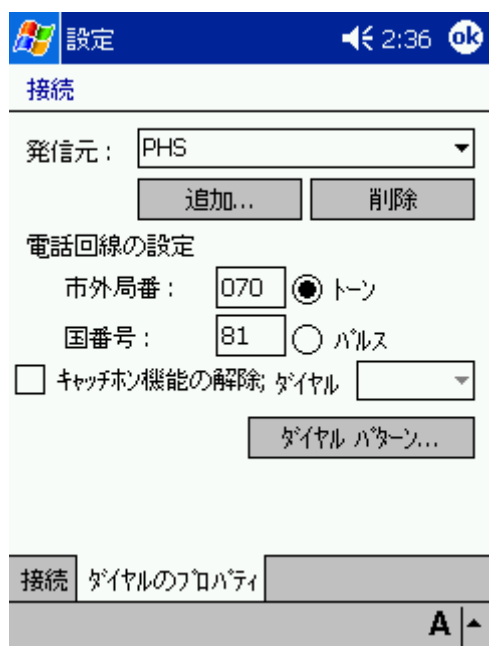 設定 2:36 ok
接続
発信元： PHS
追加... 削除
電話回線の設定
市外局番： 070 ﾄｰﾝ
国番号： 81 ﾊﾟﾙｽ
ｷｬｯﾁﾎﾝ機能の解除; ﾀﾞｲﾔﾙ
ﾀﾞｲﾔﾙ ﾊﾟﾀｰﾝ...
接続 ﾀﾞｲﾔﾙのﾌﾟﾛﾊﾟﾃｨ
A